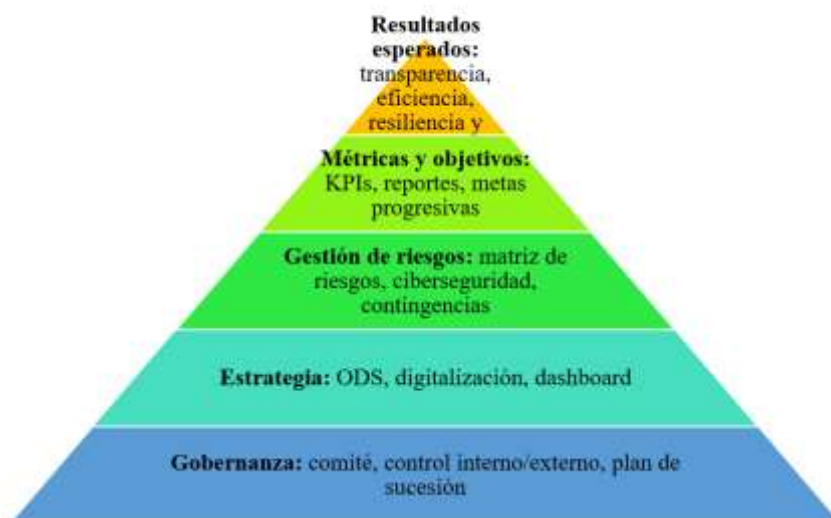 Resultados
esperados:
transparencia,
eficiencia,
resiliencia y
Métricas y objetivos:
KPIs, reportes, metas
progresivas
Gestión de riesgos: matriz de
riesgos, ciberseguridad,
contingencias
Estrategia: ODS, digitalización, dashboard
Gobernanza: comité, control interno/externo, plan de
sucesión